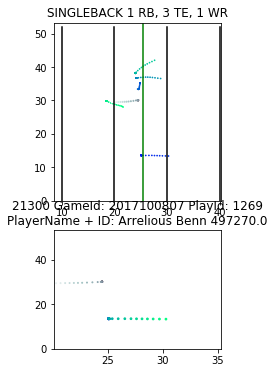 SINGLEBACK 1 RB, 3 TE, 1 WR
50
40
30
20
10
0
10 20 30 40
21300 GameId: 2017100807 PlayId: 1269
PlayerName + ID: Arrelious Benn 497270.0
40
20
0
25 30 35